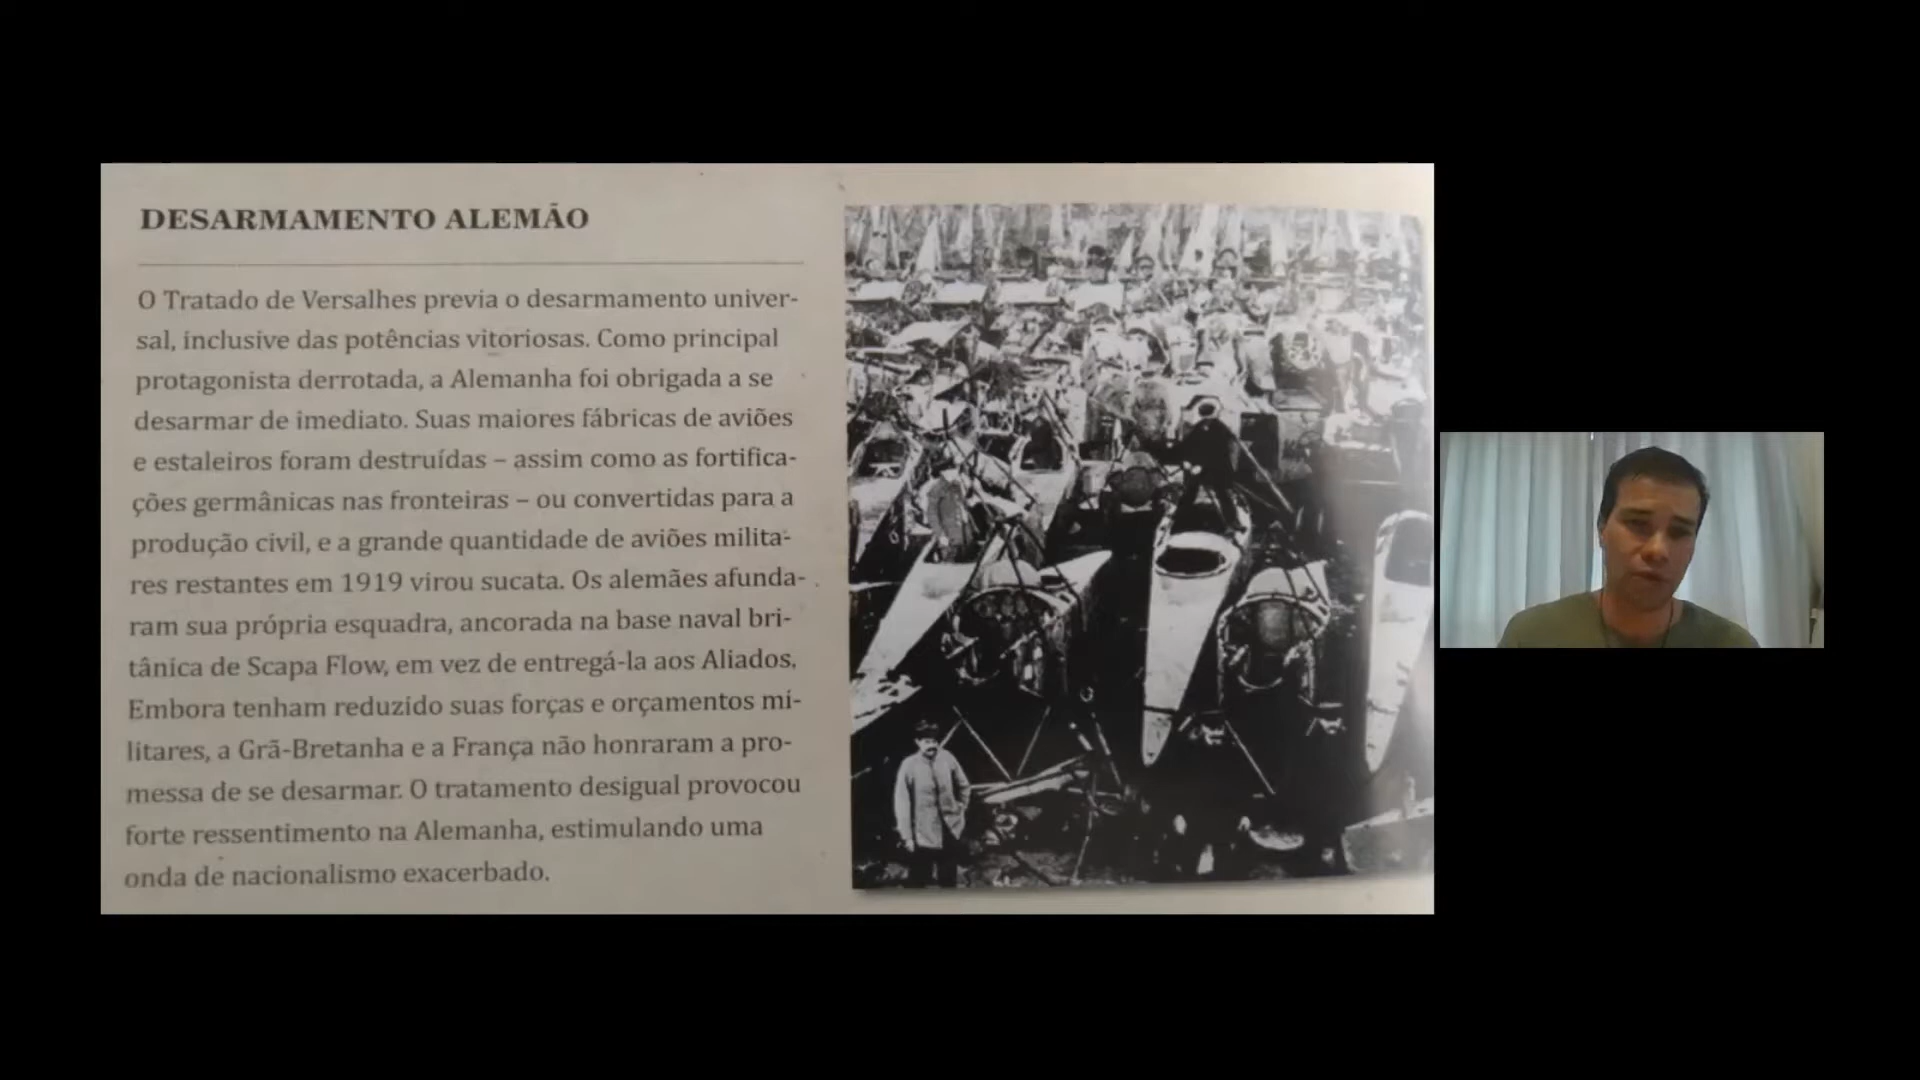 DESARMAMENTO ALEMÃO
O Tratado de Versalhes previa o desarmamento univer-
sal, inclusive das potências vitoriosas. Como principal
protagonista derrotada, a Alemanha foi obrigada a se
desarmar de imediato. Suas maiores fábricas de aviões
e estaleiros foram destruídas – assim como as fortifica-
ções germânicas nas fronteiras – ou convertidas para a
produção civil, e a grande quantidade de aviões milita-
res restantes em 1919 virou sucata. Os alemães afunda-
ram sua própria esquadra, ancorada na base naval bri-
tânica de Scapa Flow, em vez de entregá-la aos Aliados.
Embora tenham reduzido suas forças e orçamentos mi-
litares, a Grã-Bretanha e a França não honraram a pro-
messa de se desarmar. O tratamento desigual provocou
forte ressentimento na Alemanha, estimulando uma
onda de nacionalismo exacerbado.